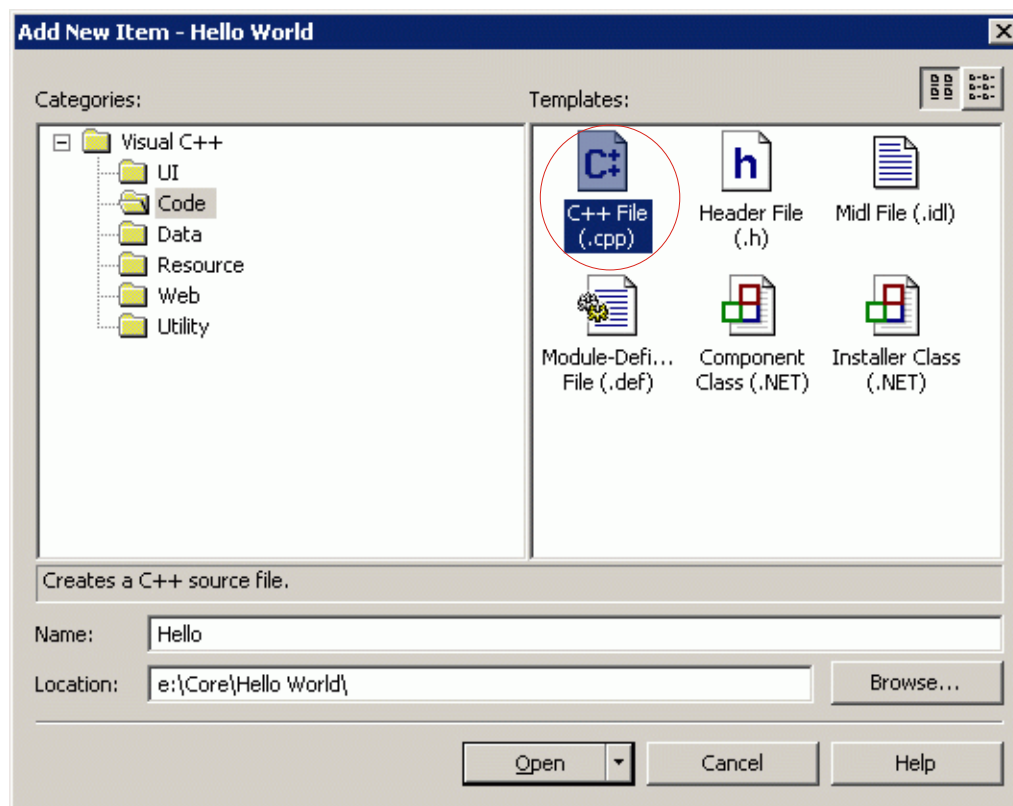 Add New Item - Hello World
Categories:
Templates:
Visual C++
UI
Code
Data
Resource
Web
Utility
C++ File
(.cpp)
Header File
(.h)
Midl File (.idl)
Module-Defi...
File (.def)
Component
Class (.NET)
Installer Class
(.NET)
Creates a C++ source file.
Name:
Hello
Location:
e:\Core\Hello World\
Browse...
Open
Cancel
Help